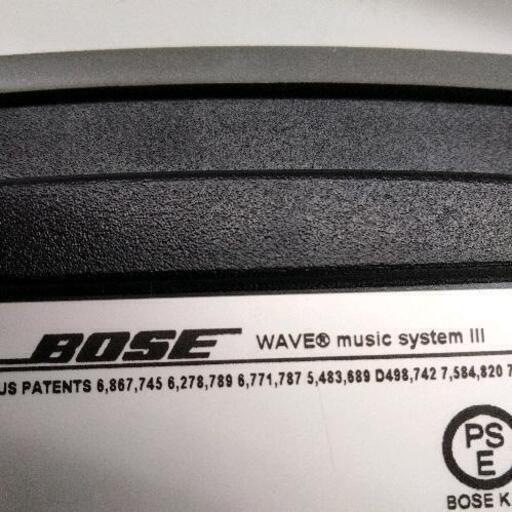 BOSE WAVE® music system III
US PATENTS 6,867,745 6,278,789 6,771,787 5,483,689 D498,742 7,584,820 7
PS
E
BOSE K